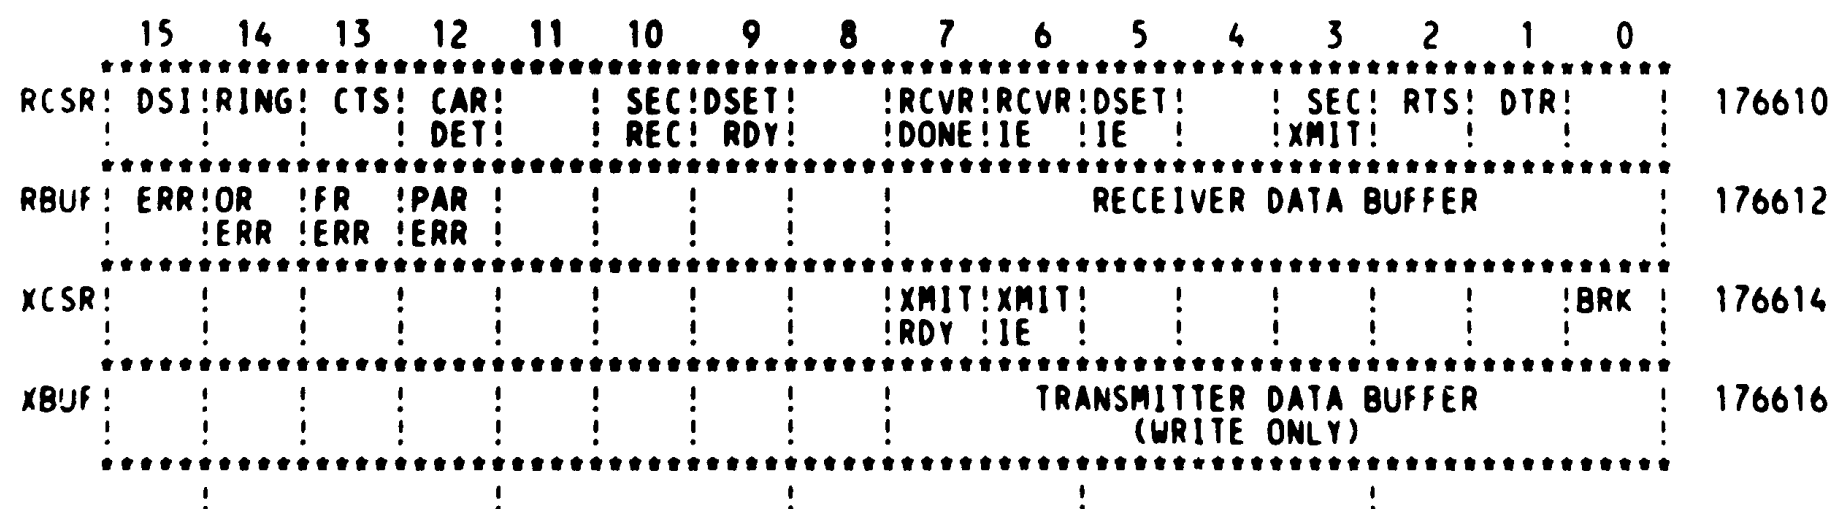 15 14 13 12 11 10 9 8 7 6 5 4 3 2 1 0
RCSR! DSI!RING! CTS! CAR! ! SEC!DSET! !RCVR!RCVR!DSET! ! SEC! RTS! DTR! ! 176610
! ! ! ! DET! ! REC! RDY! !DONE!IE !IE ! !XMIT! ! ! !
RBUF! ERR!OR !FR !PAR ! ! ! ! ! RECEIVER DATA BUFFER ! 176612
! !ERR !ERR !ERR ! ! ! ! ! !
XCSR! ! ! ! ! ! ! ! !XMIT!XMIT! ! ! ! ! !BRK ! 176614
! ! ! ! ! ! ! ! !RDY !IE ! ! ! ! ! ! !
XBUF! ! ! ! ! ! ! ! ! TRANSMITTER DATA BUFFER ! 176616
! ! ! ! ! ! ! ! ! (WRITE ONLY) !